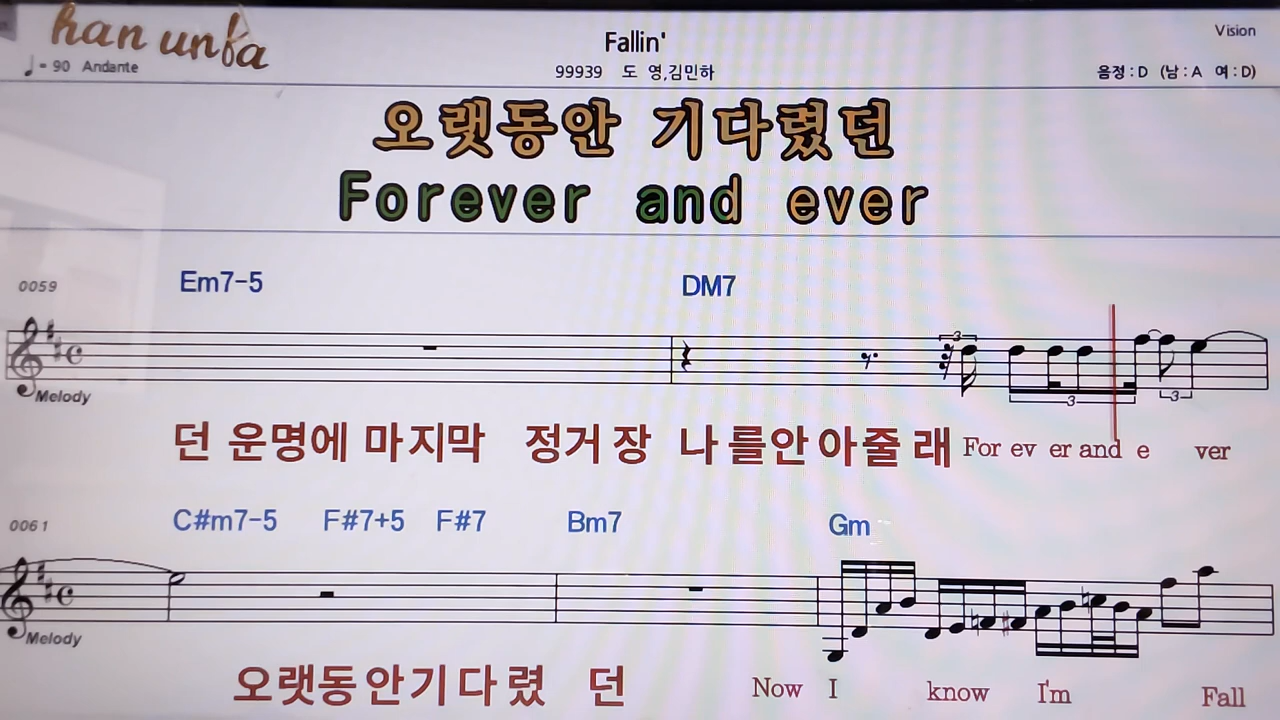 han unfa
Fallin'
Vision
♩= 90 Andante
99939 도 영,김민하
음정 : D (남 : A 여 : D)
오랫동안 기다렸던
Forever and ever
0059 Em7-5 DM7
3 3 3
Melody
던 운명에 마지막 정거장 나를안아줄래 For ev er and e ver
0061 C#m7-5 F#7+5 F#7 Bm7 Gm
Melody
오랫동안기다렸 던 Now I know I'm Fall